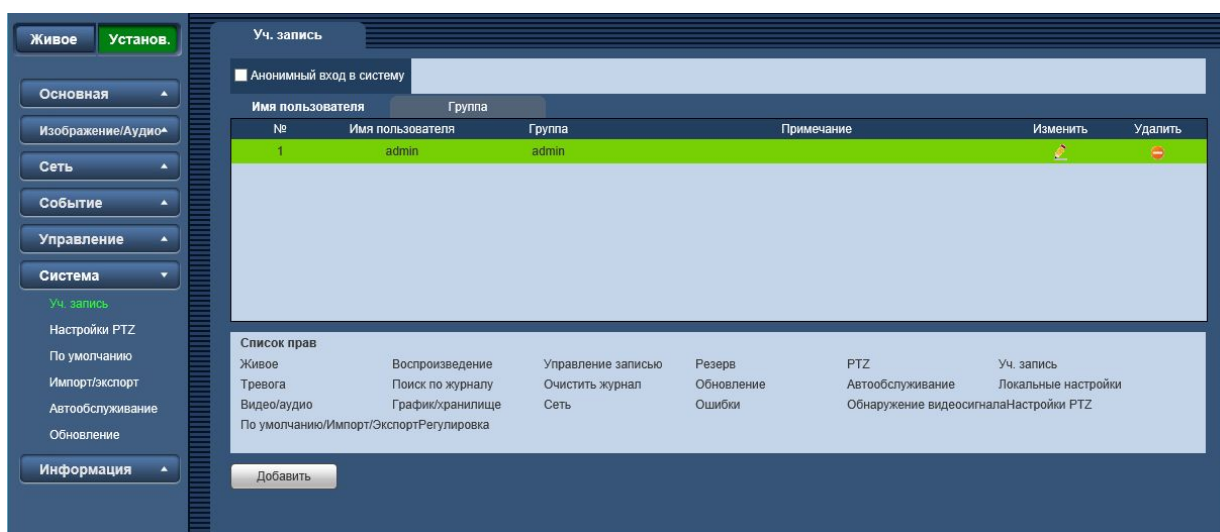 Живое Установ.
Основная
Изображение/Аудио
Сеть
Событие
Управление
Система
Уч. запись
Настройки PTZ
По умолчанию
Импорт/экспорт
Автообслуживание
Обновление
Информация
Уч. запись
Анонимный вход в систему
Имя пользователя Группа
№ Имя пользователя Группа Примечание Изменить Удалить
1 admin admin
Список прав
Живое Воспроизведение Управление записью Резерв PTZ Уч. запись
Тревога Поиск по журналу Очистить журнал Обновление Автообслуживание Локальные настройки
Видео/аудио График/хранилище Сеть Ошибки Обнаружение видеосигналаНастройки PTZ
По умолчанию/Импорт/ЭкспортРегулировка
Добавить